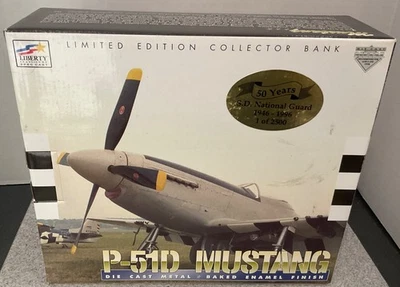 LIMITED EDITION COLLECTOR BANK
LIBERTY
50 Years
S.D. National Guard
1946 - 1996
1 of 2500
P-51D MUSTANG
DIE CAST METAL - BAKED ENAMEL FINISH